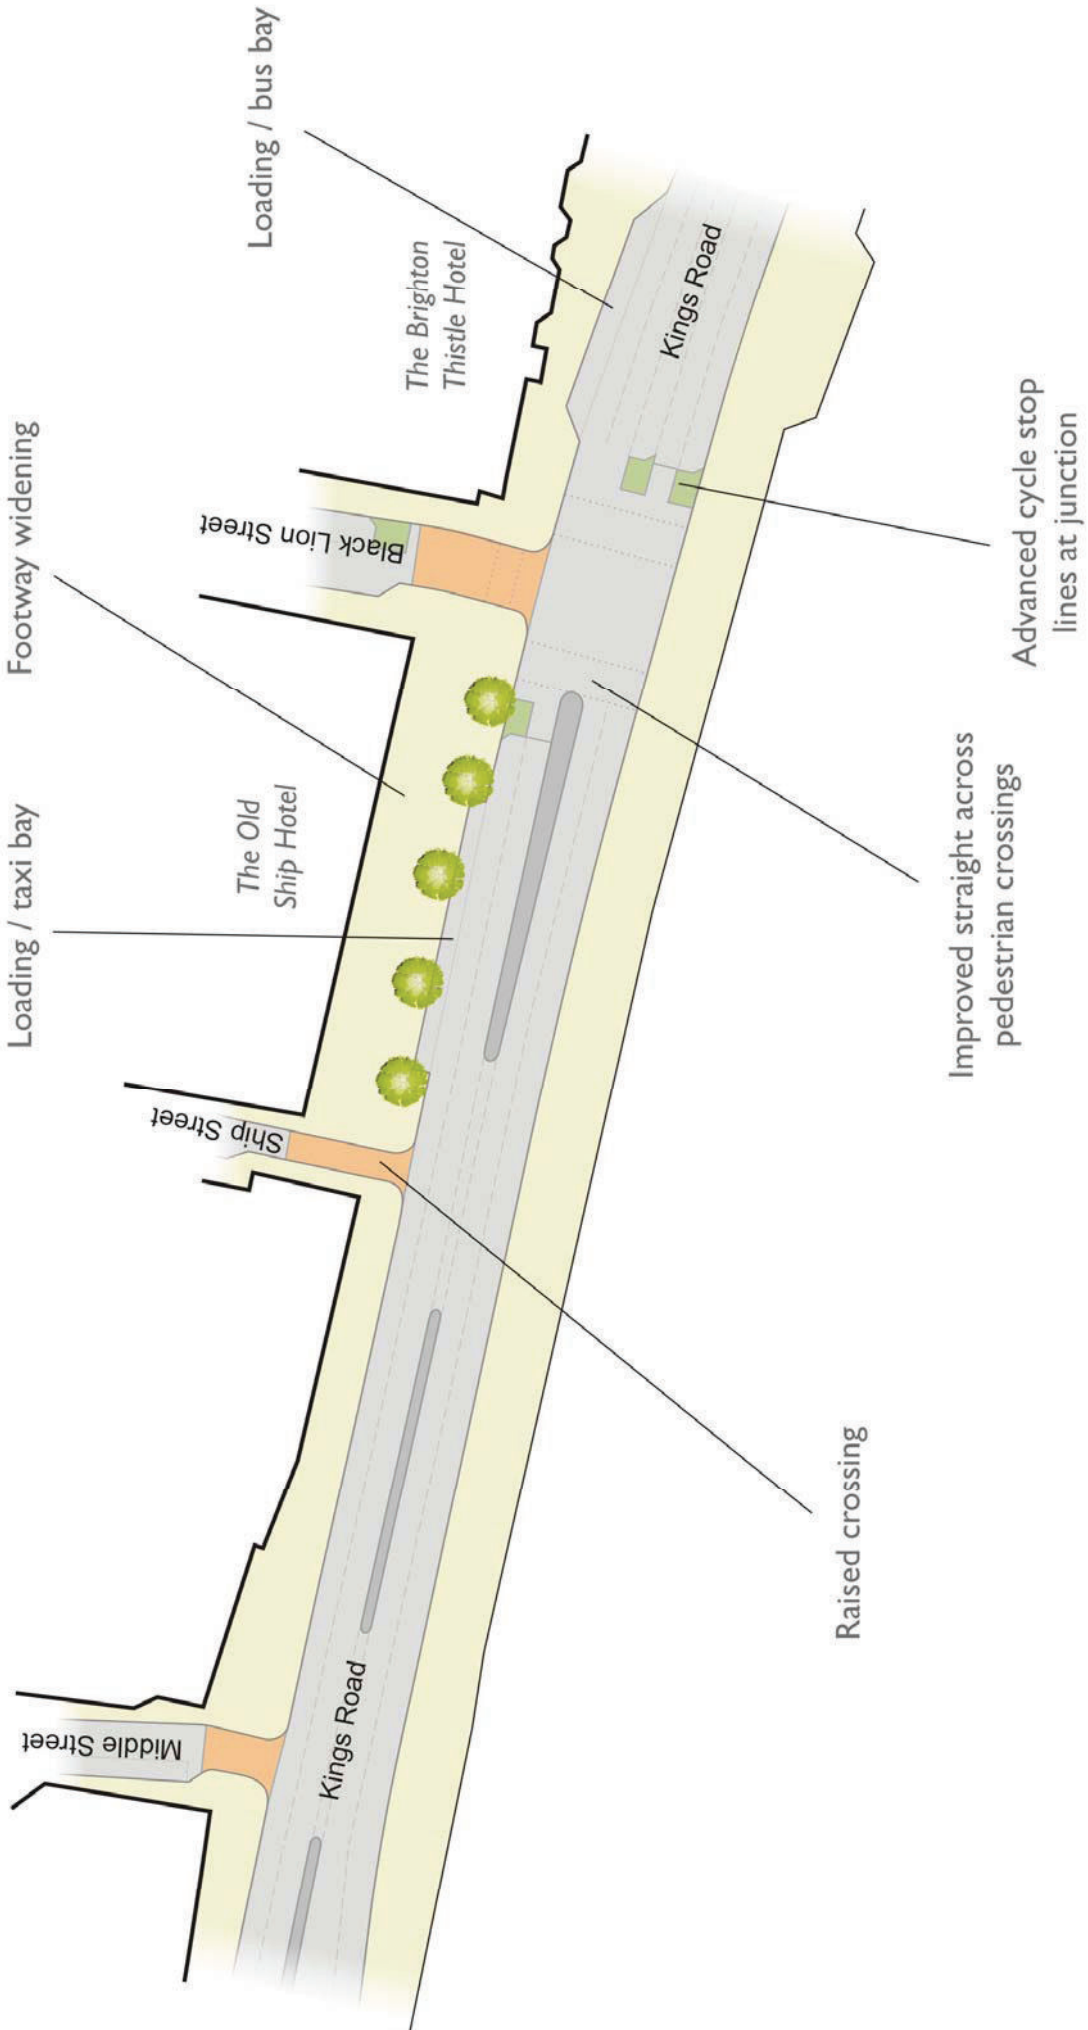 Footway widening
Loading / taxi bay
Loading / bus bay
The Old
Ship Hotel
The Brighton
Thistle Hotel
Middle Street
Ship Street
Black Lion Street
Kings Road
Kings Road
Raised crossing
Improved straight across
pedestrian crossings
Advanced cycle stop
lines at junction